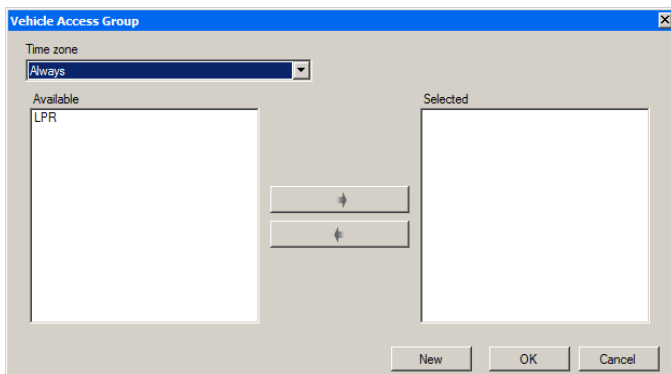 Vehicle Access Group
Time zone
Always
Available
Selected
LPR
New
OK
Cancel